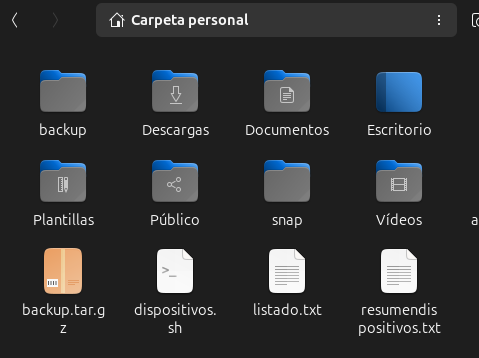 Carpeta personal
backup
Descargas
Documentos
Escritorio
Plantillas
Público
snap
Vídeos
backup.tar.g
z
dispositivos.
sh
listado.txt
resumendis
positivos.txt